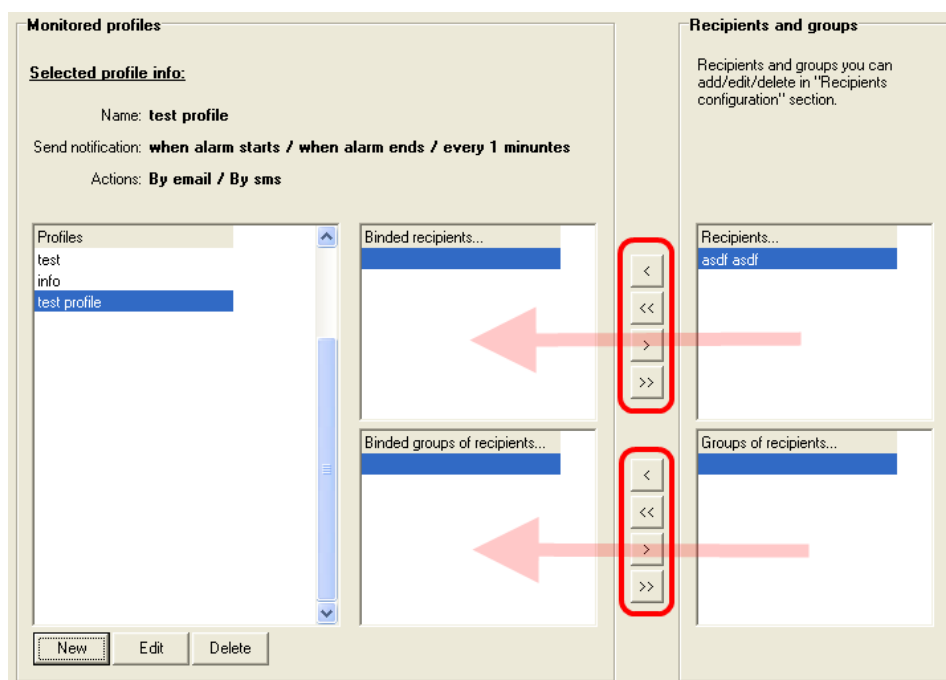 Monitored profiles
Selected profile info:
Name: test profile
Send notification: when alarm starts / when alarm ends / every 1 minuntes
Actions: By email / By sms
Profiles
test
info
test profile
New
Edit
Delete
Binded recipients...
Binded groups of recipients...
<
<<
>
>>
<
<<
>
>>
Recipients and groups
Recipients and groups you can
add/edit/delete in "Recipients
configuration" section.
Recipients...
asdf asdf
Groups of recipients...